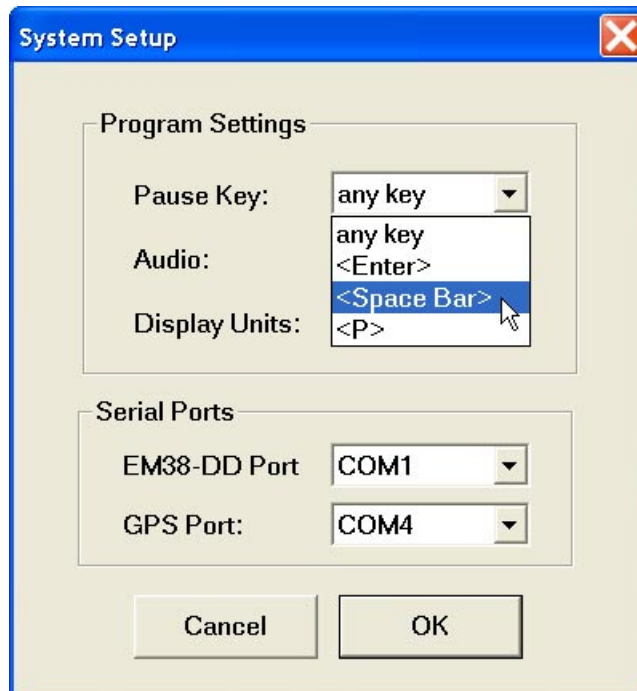 System Setup
Program Settings
Pause Key: any key
any key
Audio: <Enter>
<Space Bar>
Display Units: <P>
Serial Ports
EM38-DD Port COM1
GPS Port: COM4
Cancel OK